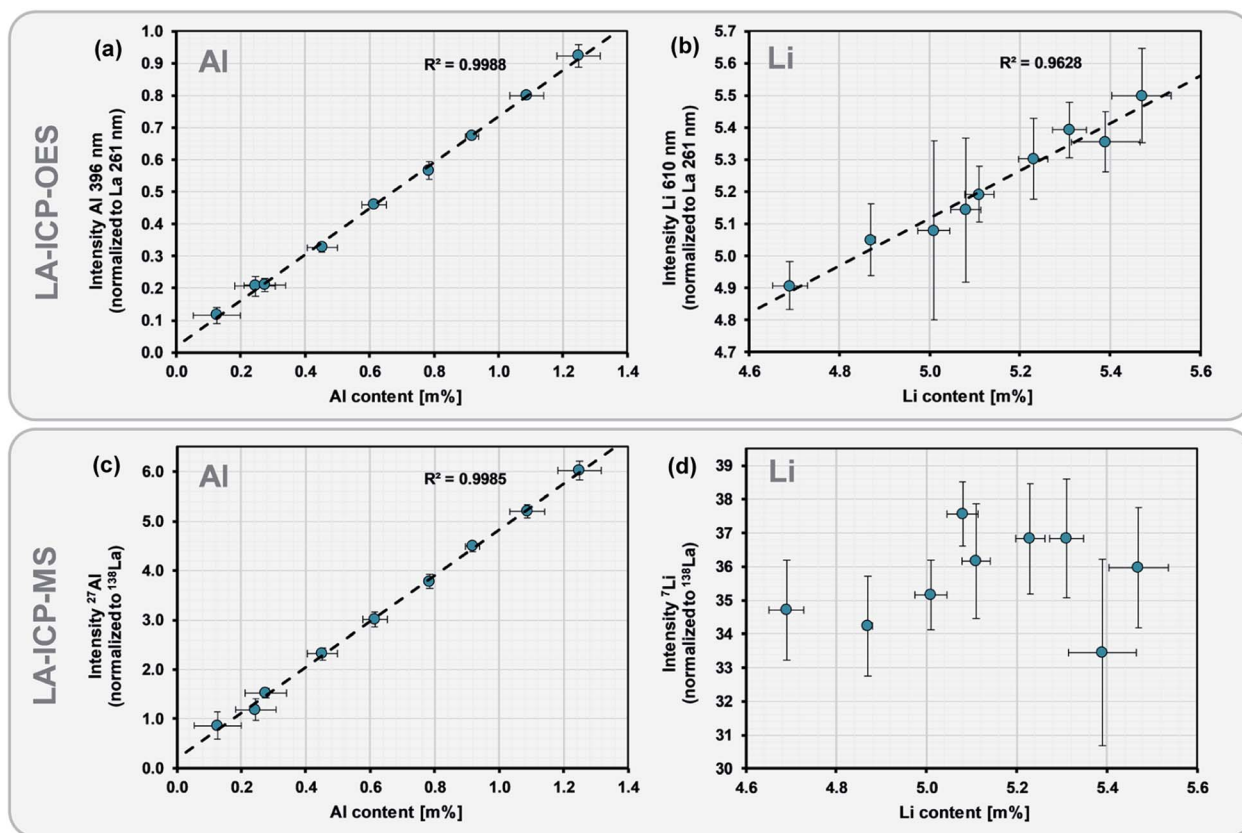 LA-ICP-OES
(a)
Al
R² = 0.9988
Intensity Al 396 nm
(normalized to La 261 nm)
1.0
0.9
0.8
0.7
0.6
0.5
0.4
0.3
0.2
0.1
0.0
0.0 0.2 0.4 0.6 0.8 1.0 1.2 1.4
Al content [m%]
(b)
Li
R² = 0.9628
Intensity Li 610 nm
(normalized to La 261 nm)
5.7
5.6
5.5
5.4
5.3
5.2
5.1
5.0
4.9
4.8
4.7
4.6 4.8 5.0 5.2 5.4 5.6
Li content [m%]
LA-ICP-MS
(c)
Al
R² = 0.9985
Intensity ²⁷Al
(normalized to ¹³⁸La)
6.0
5.0
4.0
3.0
2.0
1.0
0.0
0.0 0.2 0.4 0.6 0.8 1.0 1.2 1.4
Al content [m%]
(d)
Li
Intensity ⁷Li
(normalized to ¹³⁸La)
39
38
37
36
35
34
33
32
31
30
4.6 4.8 5.0 5.2 5.4 5.6
Li content [m%]